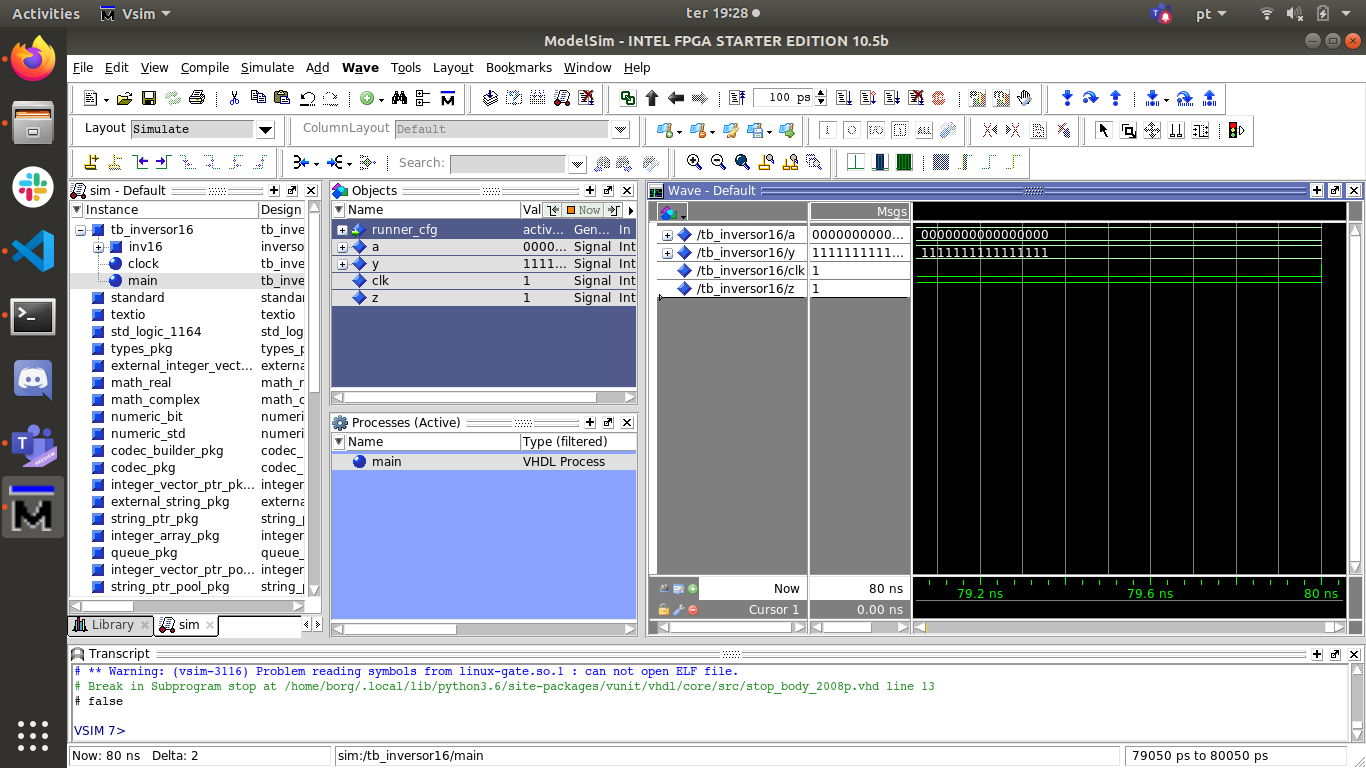 Activities Vsim ter 19:28 pt
ModelSim - INTEL FPGA STARTER EDITION 10.5b
File Edit View Compile Simulate Add Wave Tools Layout Bookmarks Window Help
100 ps
Layout Simulate ColumnLayout Default
ALL
Search:
sim - Default
Instance Design
tb_inversor16 tb_inve
inv16 inverso
clock tb_inve
main tb_inve
standard standar
textio textio
std_logic_1164 std_log
types_pkg types_p
external_integer_vect... externa
math_real math_r
math_complex math_c
numeric_bit numeri
numeric_std numeri
codec_builder_pkg codec_
codec_pkg codec_
integer_vector_ptr_pk... integer
external_string_pkg externa
string_ptr_pkg string_p
integer_array_pkg integer
queue_pkg queue_
integer_vector_ptr_po... integer
string_ptr_pool_pkg string_p
Library sim
Objects
Name Val Now
runner_cfg activ... Gen... In
a 0000... Signal Int
y 1111... Signal Int
clk 1 Signal Int
z 1 Signal Int
Processes (Active)
Name Type (filtered)
main VHDL Process
Wave - Default
Msgs
/tb_inversor16/a 0000000000... 0000000000000000
/tb_inversor16/y 1111111111... 1111111111111111
/tb_inversor16/clk 1
/tb_inversor16/z 1
Now 80 ns 79.2 ns 79.6 ns 80 ns
Cursor 1 0.00 ns
Transcript
# ** Warning: (vsim-3116) Problem reading symbols from linux-gate.so.1 : can not open ELF file.
# Break in Subprogram stop at /home/borg/.local/lib/python3.6/site-packages/vunit/vhdl/core/src/stop_body_2008p.vhd line 13
# false
VSIM 7>
Now: 80 ns Delta: 2 sim:/tb_inversor16/main 79050 ps to 80050 ps